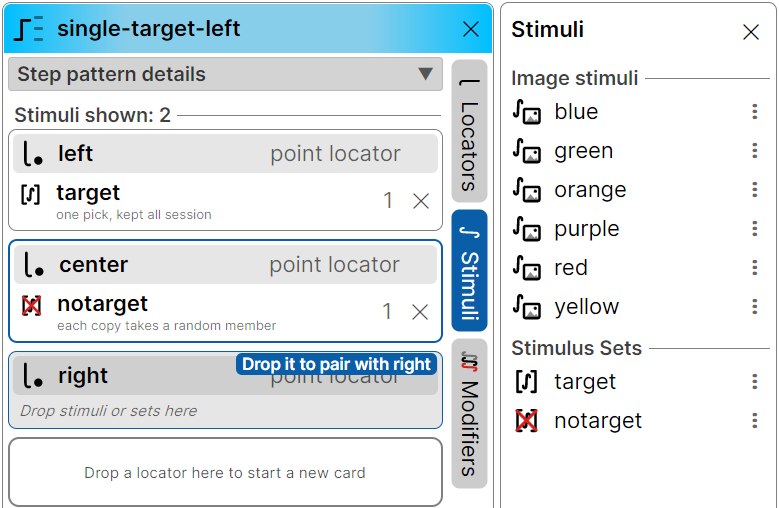 single-target-left
Step pattern details
Stimuli shown: 2
left point locator
target 1
one pick, kept all session
center point locator
notarget 1
each copy takes a random member
Drop it to pair with right
right point locator
Drop stimuli or sets here
Drop a locator here to start a new card
Locators
Stimuli
Modifiers
Stimuli
Image stimuli
blue
green
orange
purple
red
yellow
Stimulus Sets
target
notarget